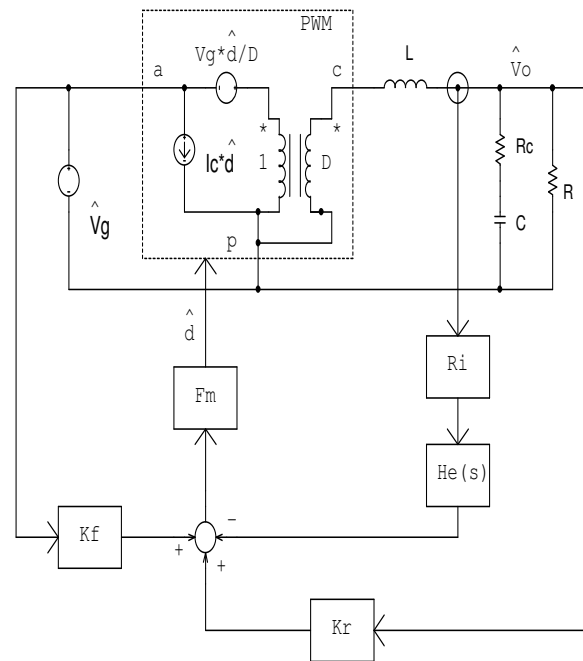 PWM
^
Vg*d/D
a
c
L
^
Vo
*
*
^
Ic*d
1
D
Rc
R
^
Vg
C
p
^
d
Ri
Fm
He(s)
Kf
+
-
+
Kr